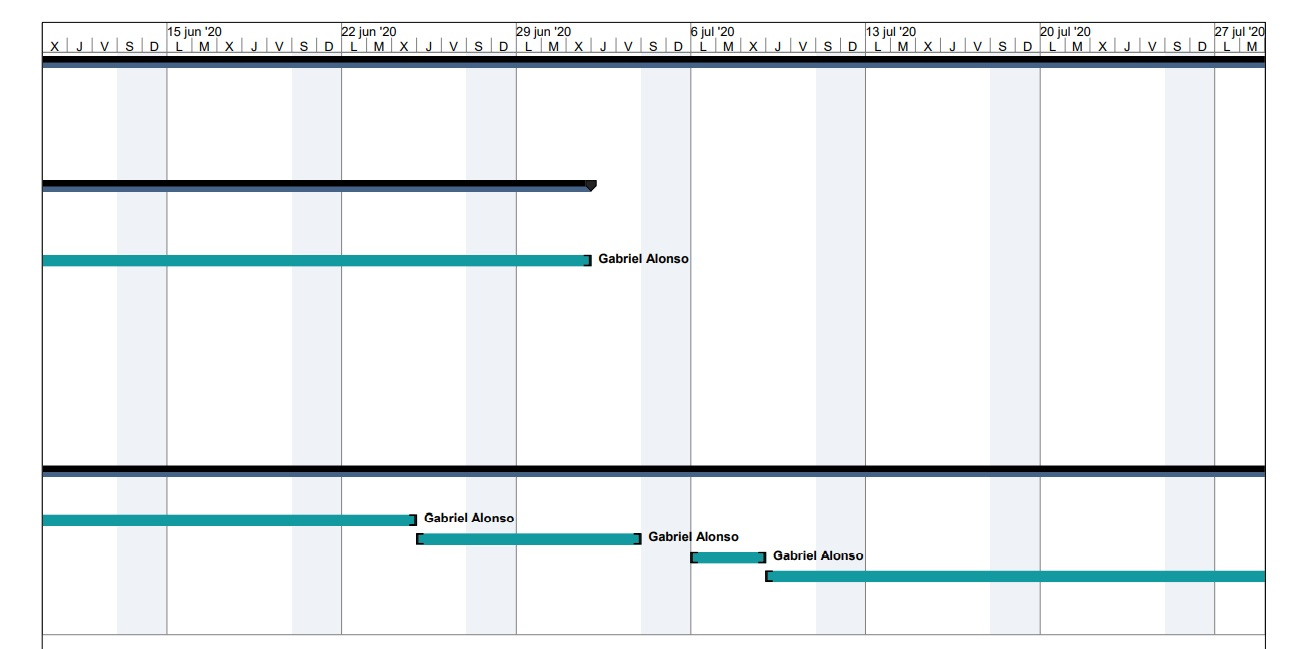 15 jun '20 22 jun '20 29 jun '20 6 jul '20 13 jul '20 20 jul '20 27 jul '20
X J V S D L M X J V S D L M X J V S D L M X J V S D L M X J V S D L M X J V S D L M X J V S D L M
Gabriel Alonso
Gabriel Alonso
Gabriel Alonso
Gabriel Alonso